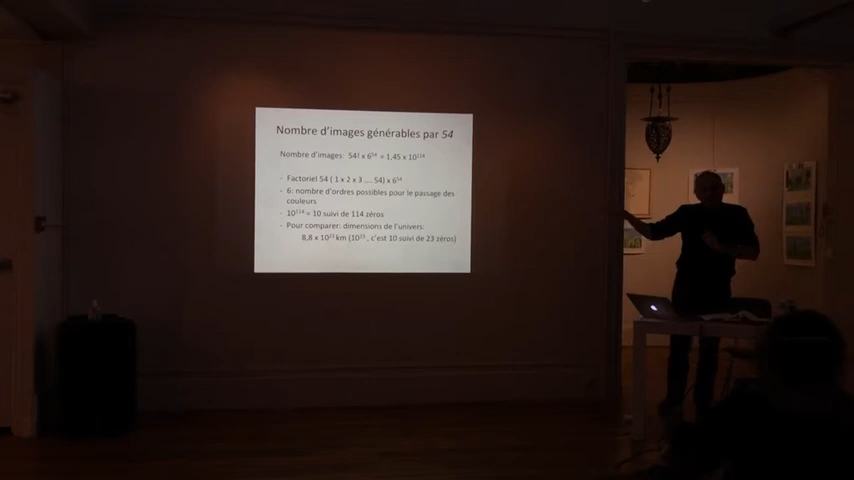 Nombre d'images générables par 54
Nombre d'images: 54! x 6⁵⁴ = 1,45 x 10¹¹⁴
- Factoriel 54 ( 1 x 2 x 3 .... 54) x 6⁵⁴
- 6: nombre d'ordres possibles pour le passage des
couleurs
- 10¹¹⁴ = 10 suivi de 114 zéros
- Pour comparer: dimensions de l'univers:
8,8 x 10²³ km (10²³ , c'est 10 suivi de 23 zéros)